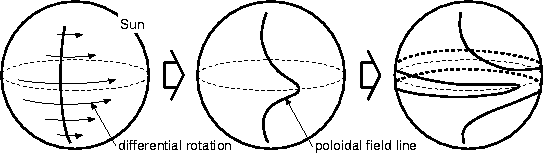 Sun
differential rotation
poloidal field line